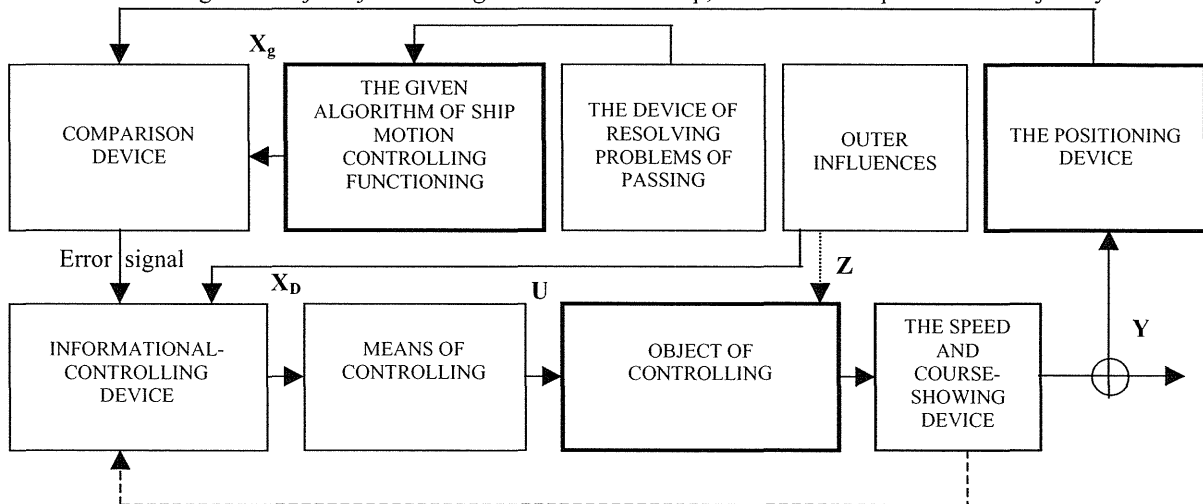 X_g
COMPARISON
DEVICE
THE GIVEN
ALGORITHM OF SHIP
MOTION
CONTROLLING
FUNCTIONING
THE DEVICE OF
RESOLVING
PROBLEMS OF
PASSING
OUTER
INFLUENCES
THE POSITIONING
DEVICE
Error signal
X_D
U
Z
Y
INFORMATIONAL-
CONTROLLING
DEVICE
MEANS OF
CONTROLLING
OBJECT OF
CONTROLLING
THE SPEED
AND
COURSE-
SHOWING
DEVICE